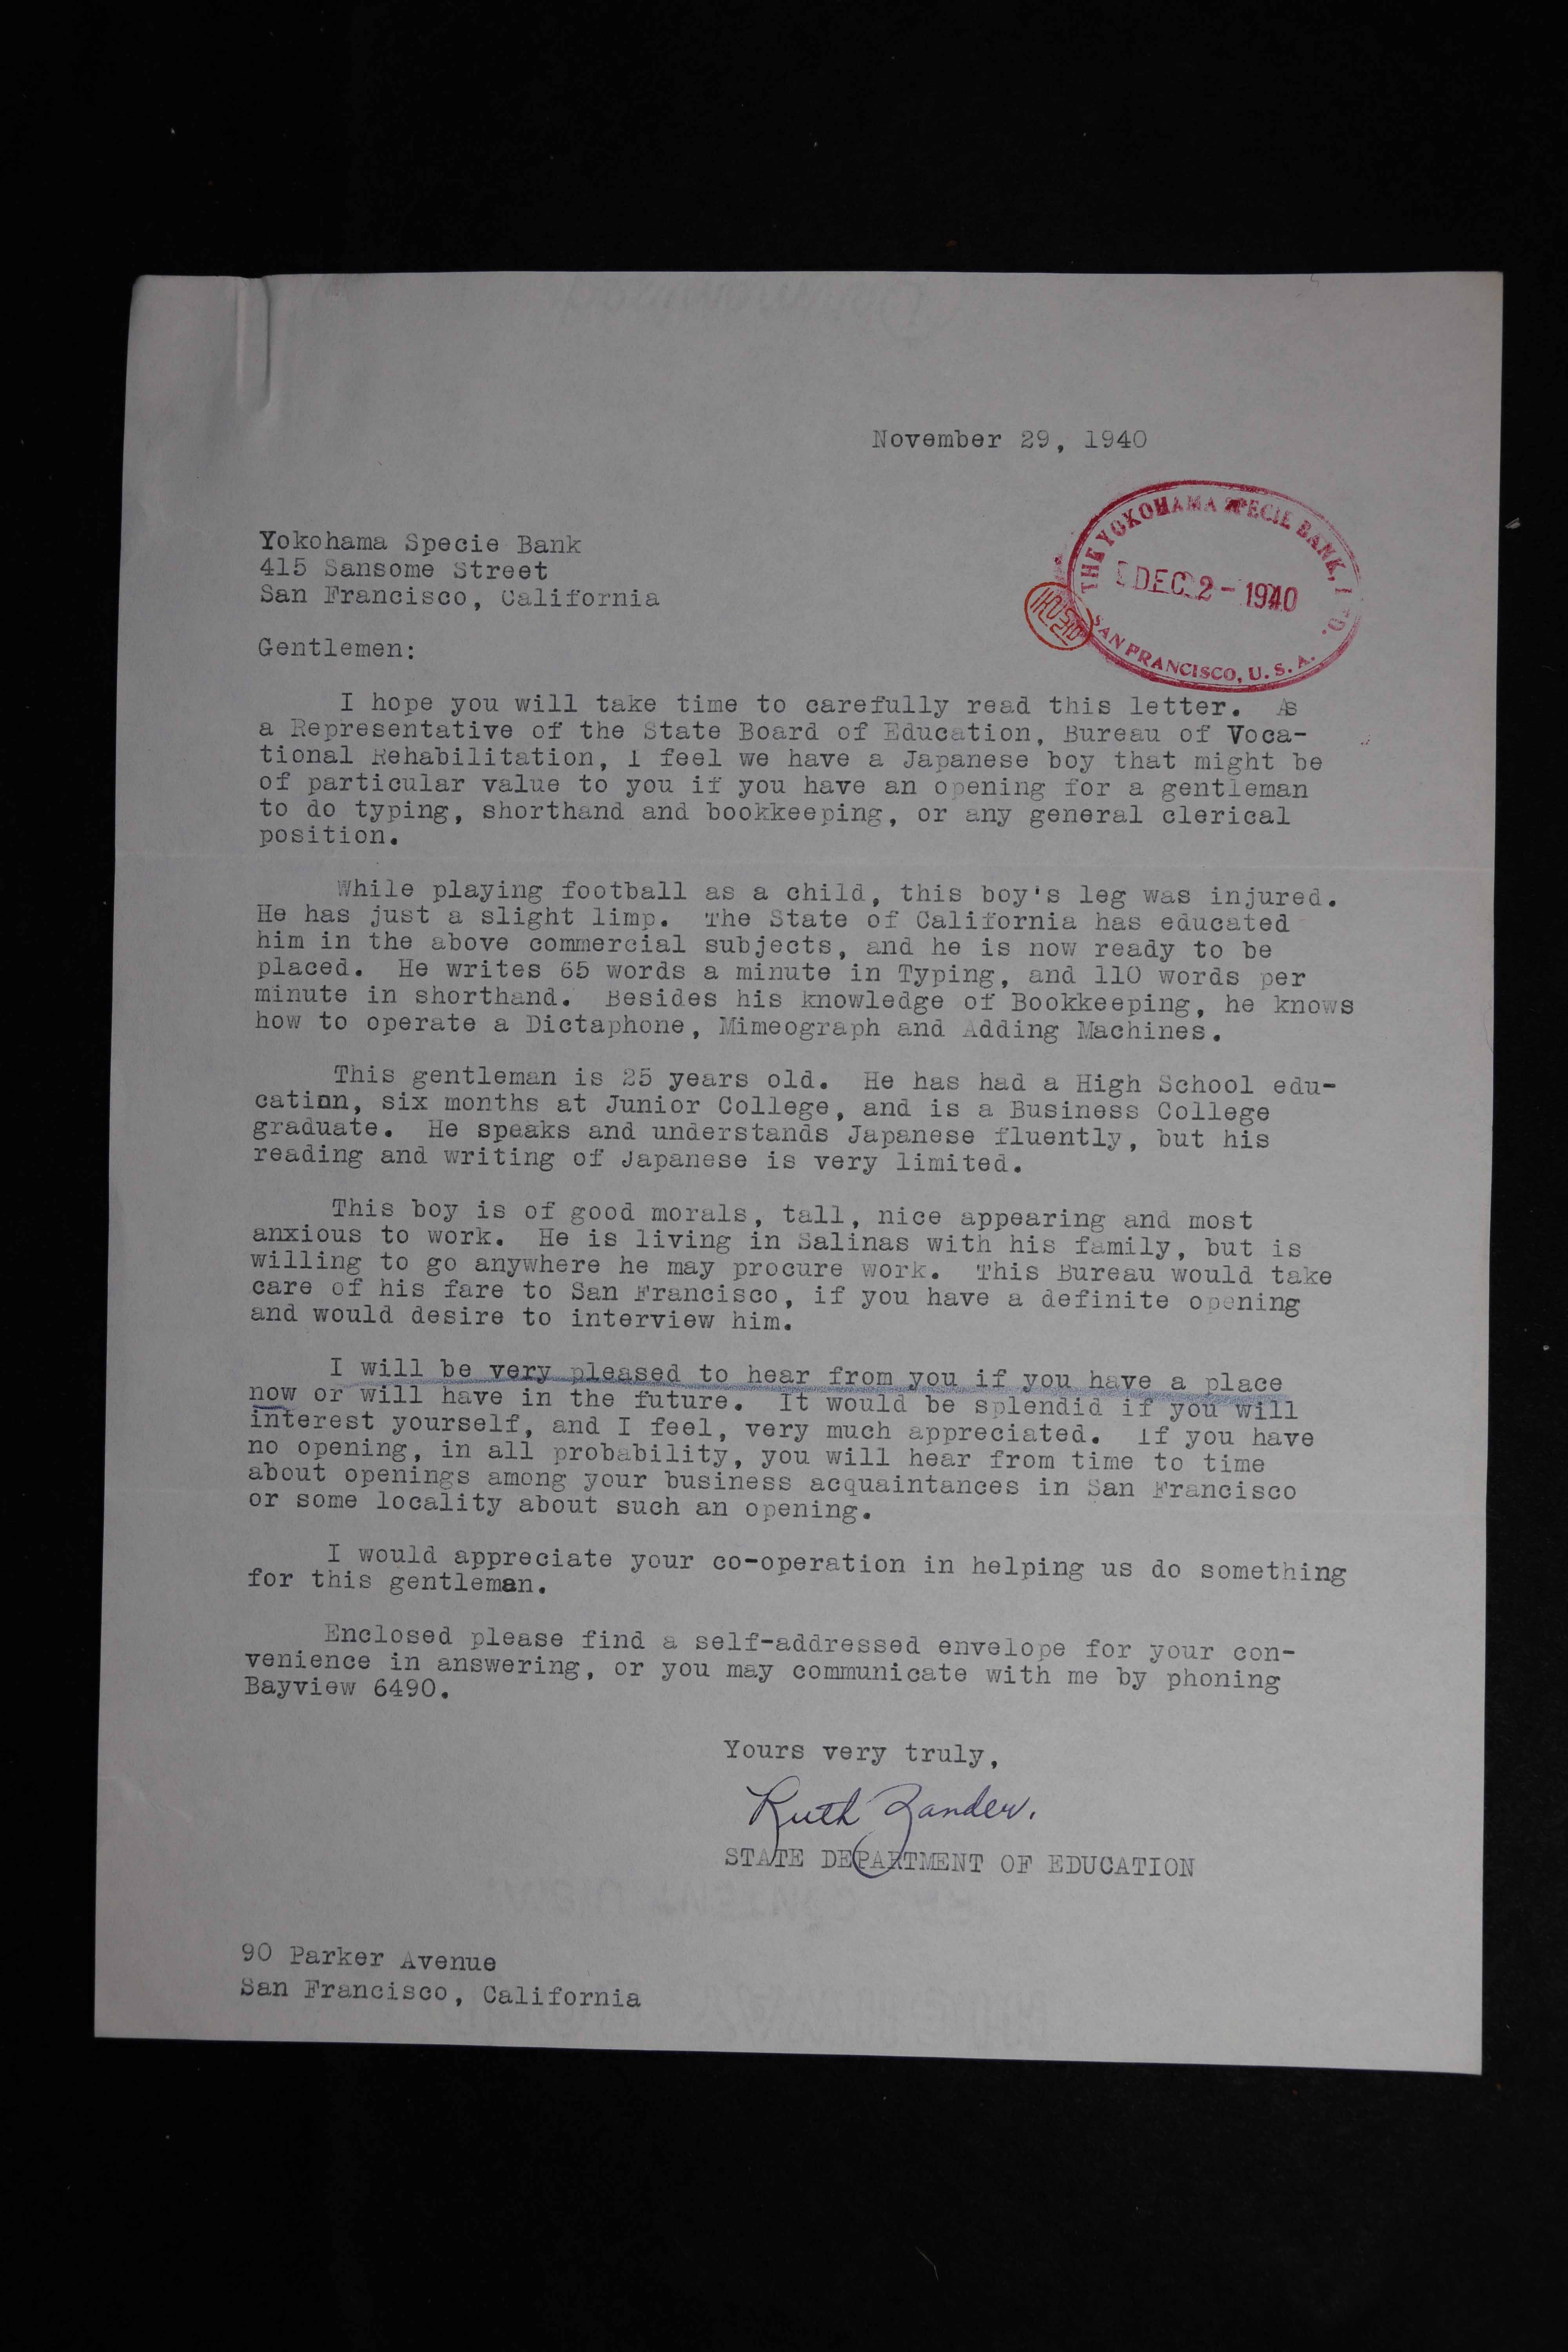 November 29, 1940
THE YOKOHAMA SPECIE BANK, LTD.
DEC 2 - 1940
SAN FRANCISCO, U. S. A.
Yokohama Specie Bank
415 Sansome Street
San Francisco, California
Gentlemen:
I hope you will take time to carefully read this letter. As
a Representative of the State Board of Education, Bureau of Voca-
tional Rehabilitation, I feel we have a Japanese boy that might be
of particular value to you if you have an opening for a gentleman
to do typing, shorthand and bookkeeping, or any general clerical
position.
While playing football as a child, this boy's leg was injured.
He has just a slight limp. The State of California has educated
him in the above commercial subjects, and he is now ready to be
placed. He writes 65 words a minute in Typing, and 110 words per
minute in shorthand. Besides his knowledge of Bookkeeping, he knows
how to operate a Dictaphone, Mimeograph and Adding Machines.
This gentleman is 25 years old. He has had a High School edu-
cation, six months at Junior College, and is a Business College
graduate. He speaks and understands Japanese fluently, but his
reading and writing of Japanese is very limited.
This boy is of good morals, tall, nice appearing and most
anxious to work. He is living in Salinas with his family, but is
willing to go anywhere he may procure work. This Bureau would take
care of his fare to San Francisco, if you have a definite opening
and would desire to interview him.
I will be very pleased to hear from you if you have a place
now or will have in the future. It would be splendid if you will
interest yourself, and I feel, very much appreciated. If you have
no opening, in all probability, you will hear from time to time
about openings among your business acquaintances in San Francisco
or some locality about such an opening.
I would appreciate your co-operation in helping us do something
for this gentleman.
Enclosed please find a self-addressed envelope for your con-
venience in answering, or you may communicate with me by phoning
Bayview 6490.
Yours very truly,
Ruth Zander.
STATE DEPARTMENT OF EDUCATION
90 Parker Avenue
San Francisco, California